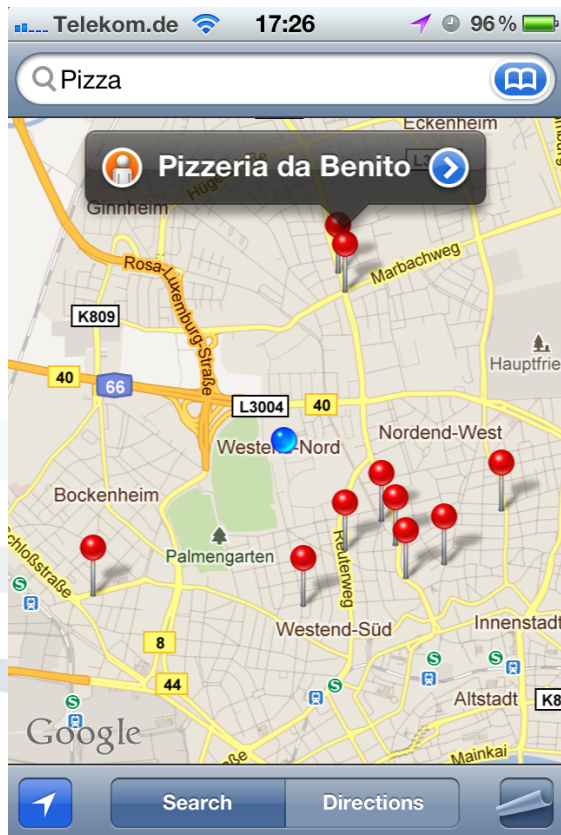 Telekom.de 17:26 96%
Pizza
Eckenheim
Pizzeria da Benito
Ginnheim
Marbachweg
Rosa-Luxemburg-Straße
K809
Hauptfrie
40
66
L3004
40
Westend-Nord
Nordend-West
Bockenheim
Schloßstraße
Palmengarten
Reuterweg
S
Westend-Süd
Innenstadt
8
S
S
44
S
S
Altstadt
K8
Google
Mainkai
Search
Directions